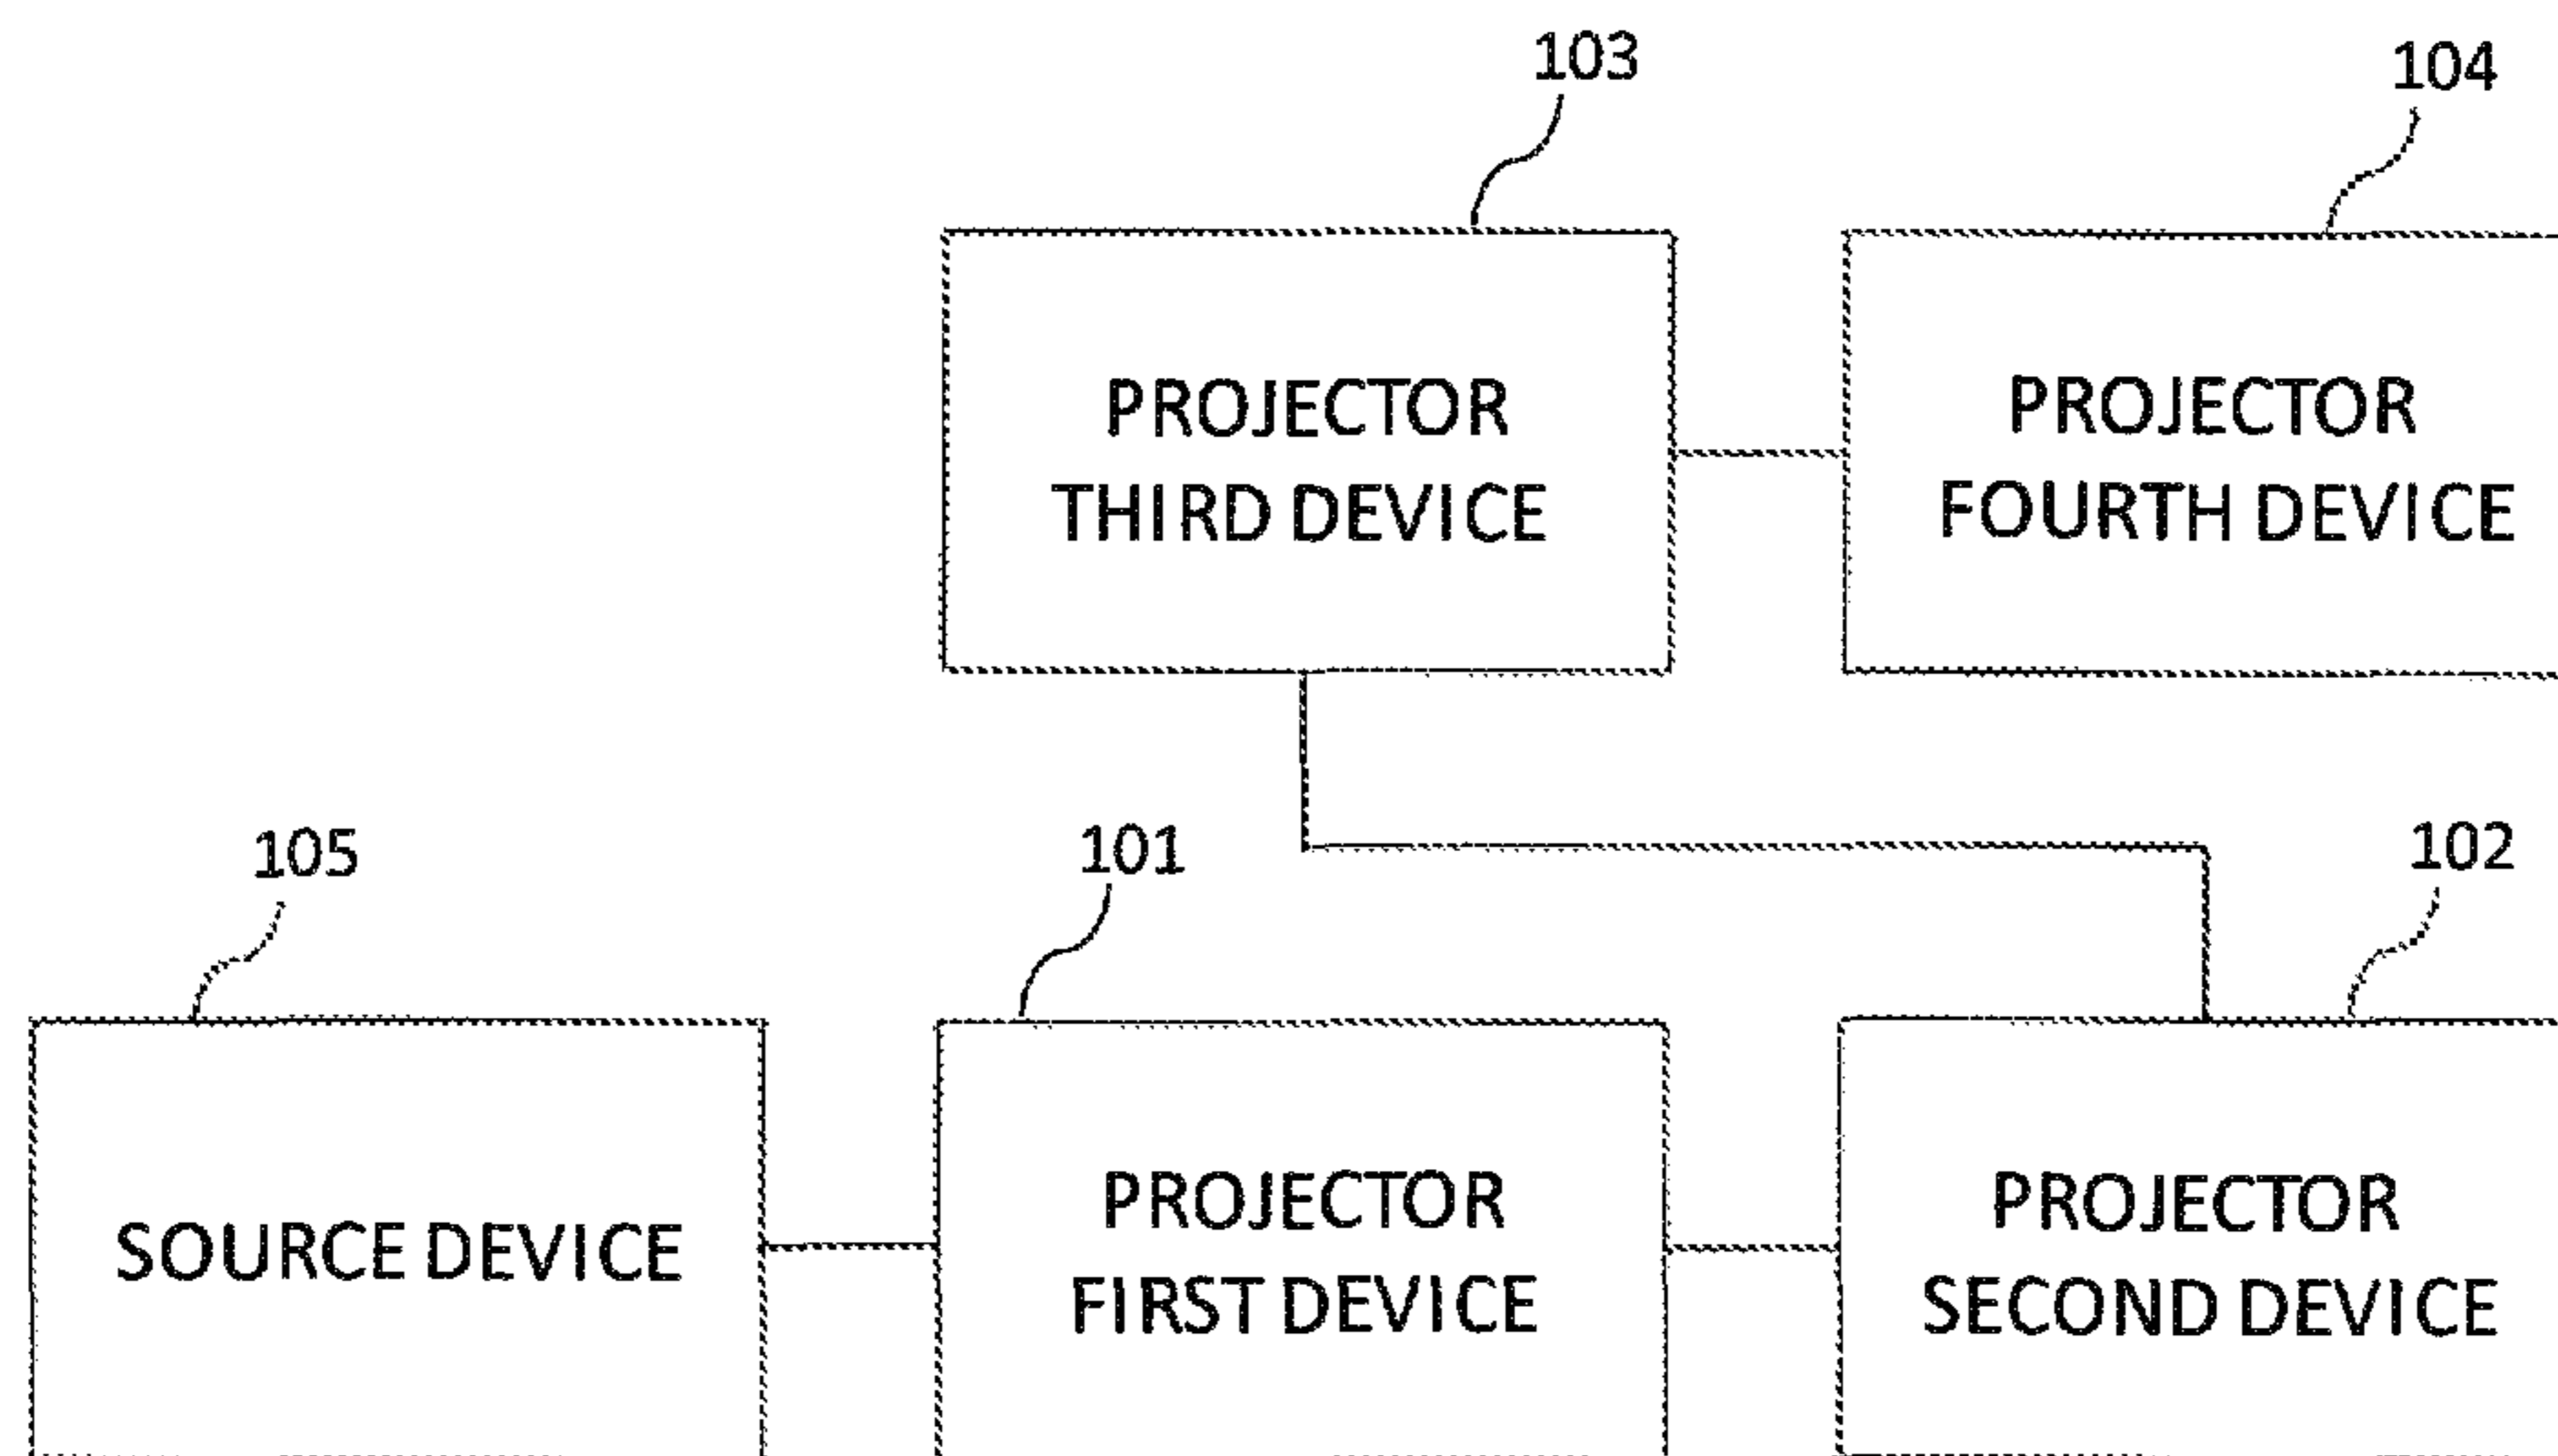 103
104
PROJECTOR
THIRD DEVICE
PROJECTOR
FOURTH DEVICE
105
101
102
SOURCE DEVICE
PROJECTOR
FIRST DEVICE
PROJECTOR
SECOND DEVICE